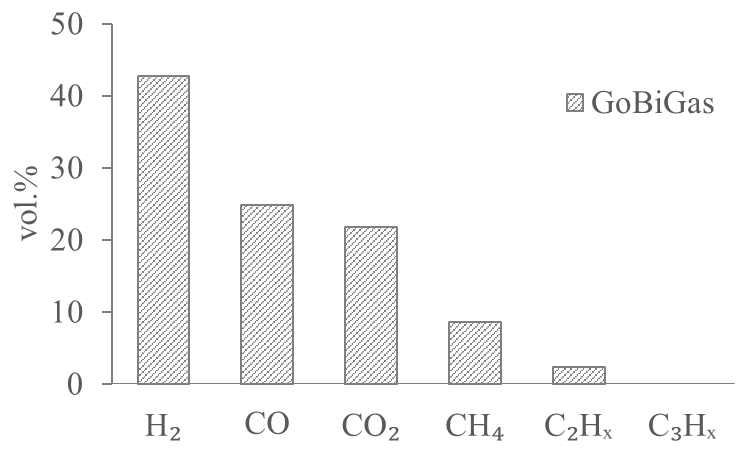 50
40
30
20
10
0
vol.%
GoBiGas
H₂ CO CO₂ CH₄ C₂Hₓ C₃Hₓ